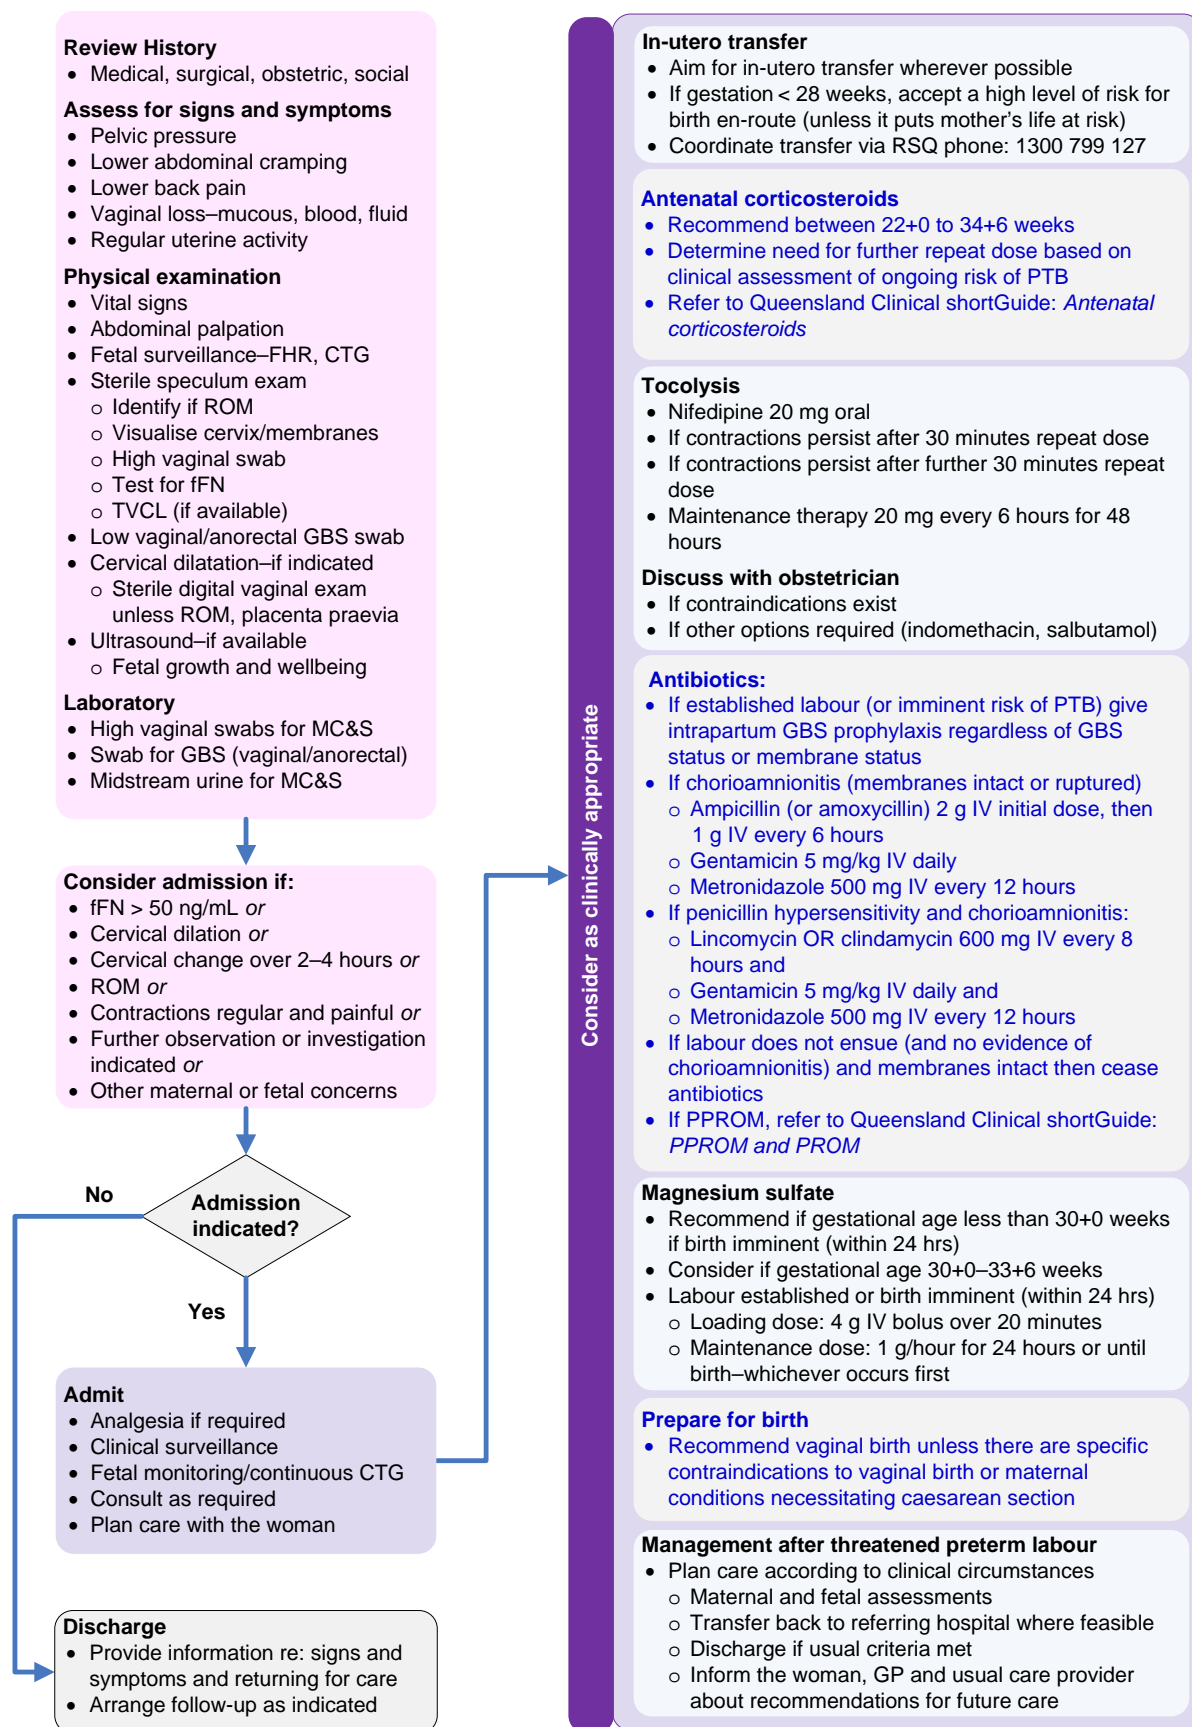 Review History
• Medical, surgical, obstetric, social
Assess for signs and symptoms
• Pelvic pressure
• Lower abdominal cramping
• Lower back pain
• Vaginal loss–mucous, blood, fluid
• Regular uterine activity
Physical examination
• Vital signs
• Abdominal palpation
• Fetal surveillance–FHR, CTG
• Sterile speculum exam
o Identify if ROM
o Visualise cervix/membranes
o High vaginal swab
o Test for fFN
o TVCL (if available)
• Low vaginal/anorectal GBS swab
• Cervical dilatation–if indicated
o Sterile digital vaginal exam
unless ROM, placenta praevia
• Ultrasound–if available
o Fetal growth and wellbeing
Laboratory
• High vaginal swabs for MC&S
• Swab for GBS (vaginal/anorectal)
• Midstream urine for MC&S
Consider admission if:
• fFN > 50 ng/mL or
• Cervical dilation or
• Cervical change over 2–4 hours or
• ROM or
• Contractions regular and painful or
• Further observation or investigation
indicated or
• Other maternal or fetal concerns
Admission
indicated?
No
Yes
Admit
• Analgesia if required
• Clinical surveillance
• Fetal monitoring/continuous CTG
• Consult as required
• Plan care with the woman
Discharge
• Provide information re: signs and
symptoms and returning for care
• Arrange follow-up as indicated
Consider as clinically appropriate
In-utero transfer
• Aim for in-utero transfer wherever possible
• If gestation < 28 weeks, accept a high level of risk for
birth en-route (unless it puts mother's life at risk)
• Coordinate transfer via RSQ phone: 1300 799 127
Antenatal corticosteroids
• Recommend between 22+0 to 34+6 weeks
• Determine need for further repeat dose based on
clinical assessment of ongoing risk of PTB
• Refer to Queensland Clinical shortGuide: Antenatal
corticosteroids
Tocolysis
• Nifedipine 20 mg oral
• If contractions persist after 30 minutes repeat dose
• If contractions persist after further 30 minutes repeat
dose
• Maintenance therapy 20 mg every 6 hours for 48
hours
Discuss with obstetrician
• If contraindications exist
• If other options required (indomethacin, salbutamol)
Antibiotics:
• If established labour (or imminent risk of PTB) give
intrapartum GBS prophylaxis regardless of GBS
status or membrane status
• If chorioamnionitis (membranes intact or ruptured)
o Ampicillin (or amoxycillin) 2 g IV initial dose, then
1 g IV every 6 hours
o Gentamicin 5 mg/kg IV daily
o Metronidazole 500 mg IV every 12 hours
• If penicillin hypersensitivity and chorioamnionitis:
o Lincomycin OR clindamycin 600 mg IV every 8
hours and
o Gentamicin 5 mg/kg IV daily and
o Metronidazole 500 mg IV every 12 hours
• If labour does not ensue (and no evidence of
chorioamnionitis) and membranes intact then cease
antibiotics
• If PPROM, refer to Queensland Clinical shortGuide:
PPROM and PROM
Magnesium sulfate
• Recommend if gestational age less than 30+0 weeks
if birth imminent (within 24 hrs)
• Consider if gestational age 30+0–33+6 weeks
• Labour established or birth imminent (within 24 hrs)
o Loading dose: 4 g IV bolus over 20 minutes
o Maintenance dose: 1 g/hour for 24 hours or until
birth–whichever occurs first
Prepare for birth
• Recommend vaginal birth unless there are specific
contraindications to vaginal birth or maternal
conditions necessitating caesarean section
Management after threatened preterm labour
• Plan care according to clinical circumstances
o Maternal and fetal assessments
o Transfer back to referring hospital where feasible
o Discharge if usual criteria met
o Inform the woman, GP and usual care provider
about recommendations for future care